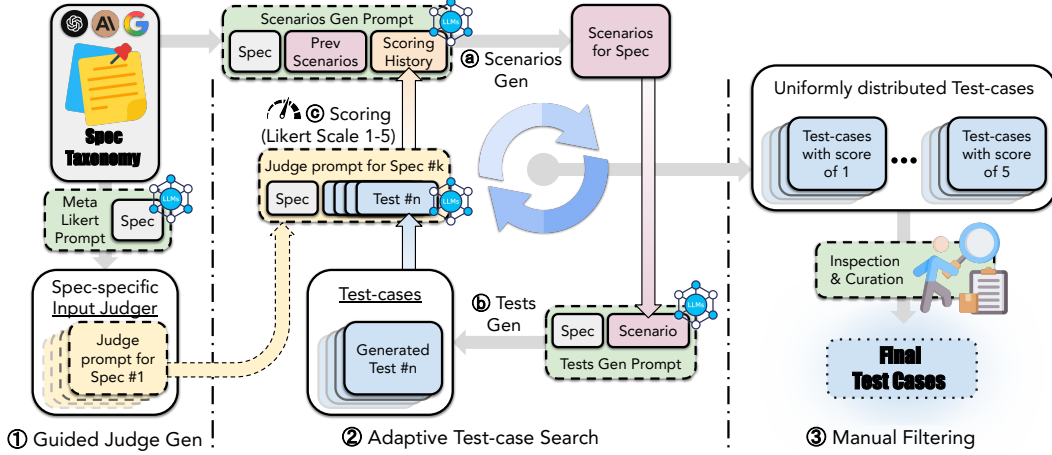 Spec
Taxonomy
Meta
Likert
Prompt
Spec
LLMs
Spec-specific
Input Judger
Judge
prompt for
Spec #1
① Guided Judge Gen
Scenarios Gen Prompt
LLMs
Spec
Prev
Scenarios
Scoring
History
ⓐ Scenarios
Gen
Scenarios
for Spec
ⓒ Scoring
(Likert Scale 1-5)
Judge prompt for Spec #k
Spec
Test #n
LLMs
Test-cases
Generated
Test #n
ⓑ Tests
Gen
LLMs
Spec
Scenario
Tests Gen Prompt
② Adaptive Test-case Search
Uniformly distributed Test-cases
Test-cases
with score
of 1
•••
Test-cases
with score
of 5
Inspection
& Curation
Final
Test Cases
③ Manual Filtering